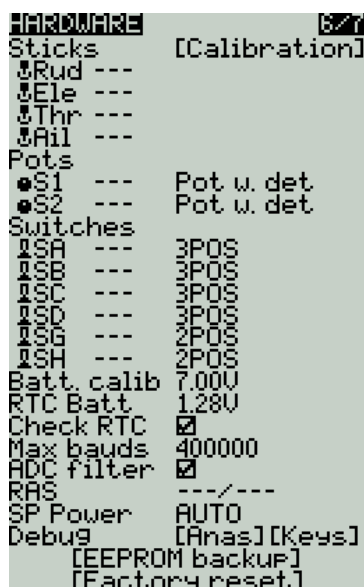 HARDWARE 6/7
Sticks [Calibration]
Rud ---
Ele ---
Thr ---
Ail ---
Pots
S1 --- Pot w. det
S2 --- Pot w. det
Switches
SA --- 3POS
SB --- 3POS
SC --- 3POS
SD --- 3POS
SG --- 2POS
SH --- 2POS
Batt. calib 7.00V
RTC Batt 1.28V
Check RTC ☑
Max bauds 400000
ADC filter ☑
RAS ---/---
SP Power AUTO
Debug [Anas][Keys]
[EEPROM backup]
[Factory reset]